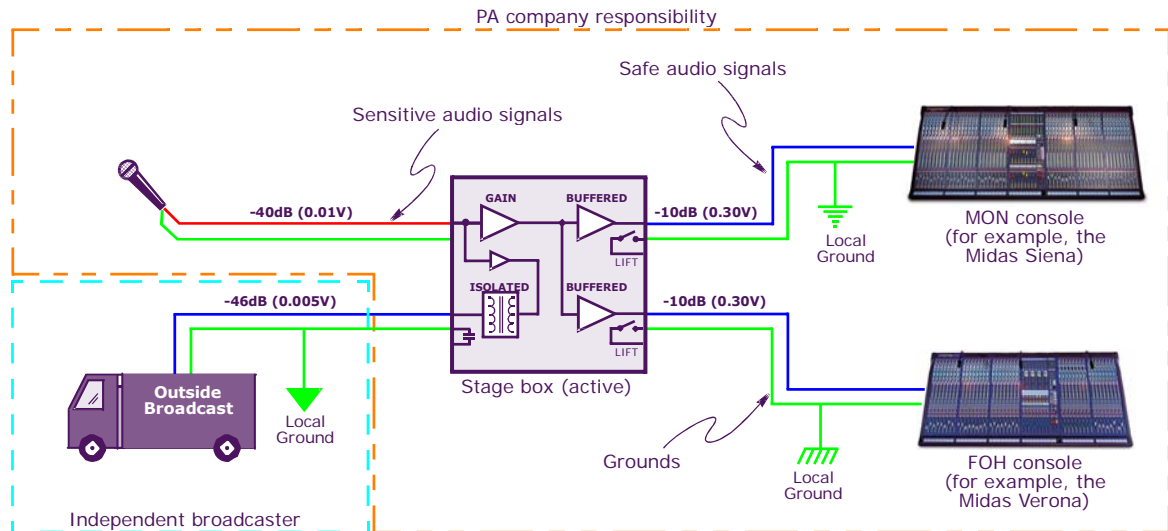 PA company responsibility
Safe audio signals
Sensitive audio signals
-40dB (0.01V)
GAIN
BUFFERED
-10dB (0.30V)
LIFT
Local
Ground
MON console
(for example, the
Midas Siena)
-46dB (0.005V)
ISOLATED
BUFFERED
-10dB (0.30V)
LIFT
Stage box (active)
Outside
Broadcast
Local
Ground
Grounds
Local
Ground
FOH console
(for example, the
Midas Verona)
Independent broadcaster